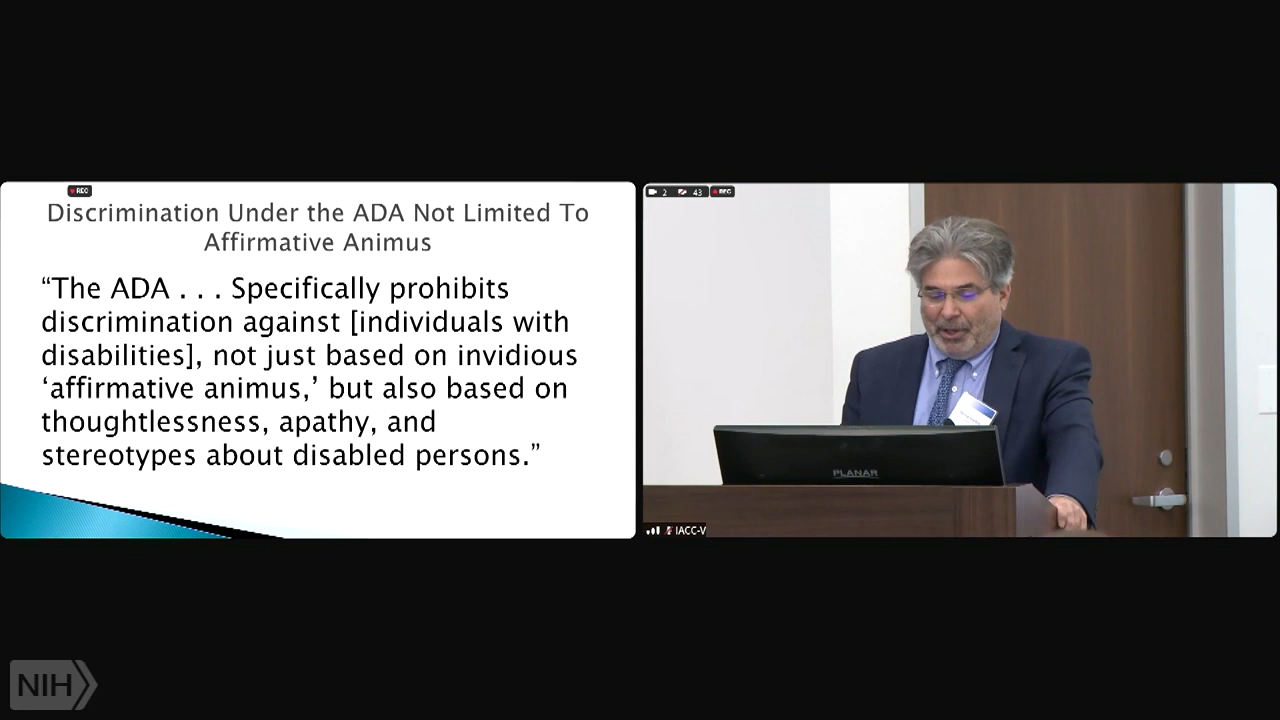 REC
Discrimination Under the ADA Not Limited To
Affirmative Animus
“The ADA . . . Specifically prohibits
discrimination against [individuals with
disabilities], not just based on invidious
‘affirmative animus,’ but also based on
thoughtlessness, apathy, and
stereotypes about disabled persons.”
2 43 REC
PLANAR
IACC-V
NIH